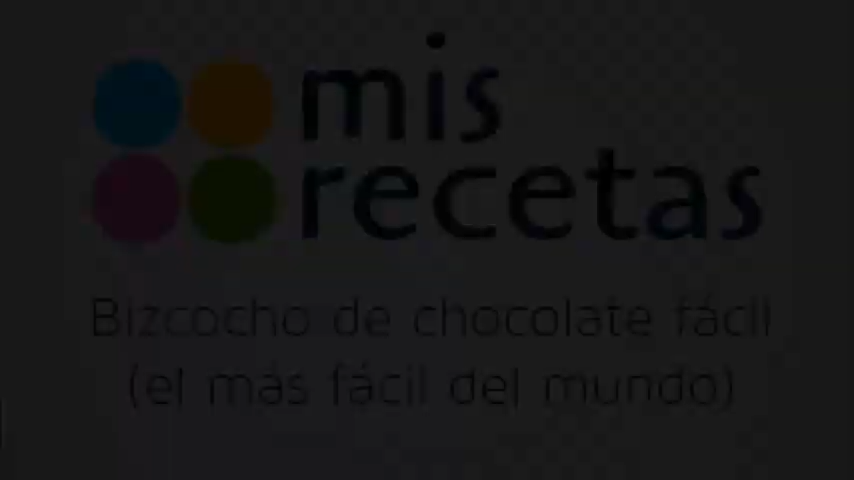 mis
recetas
Bizcocho de chocolate fácil
(el más fácil del mundo)